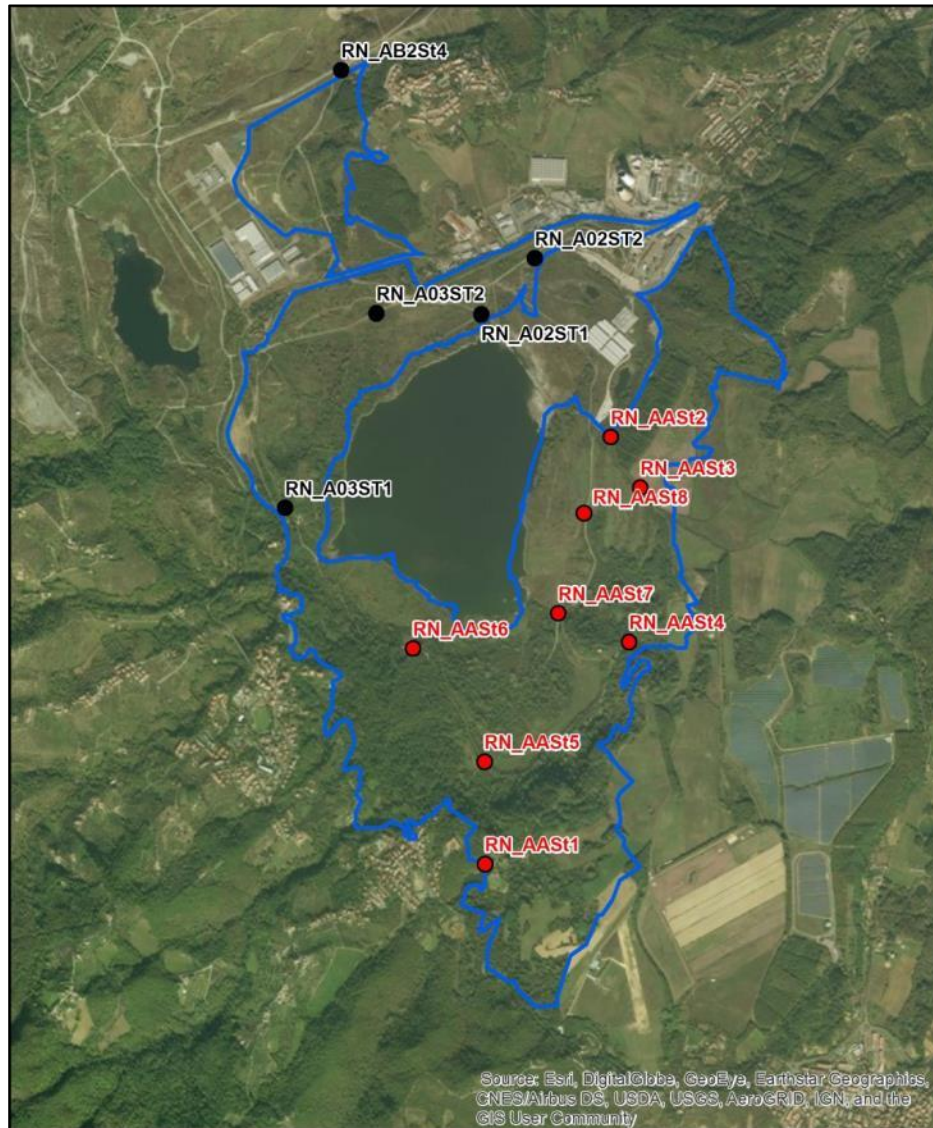 RN_AB2St4
RN_A02ST2
RN_A03ST2
RN_A02ST1
RN_AASt2
RN_AASt3
RN_A03ST1
RN_AASt8
RN_AASt7
RN_AASt6
RN_AASt4
RN_AASt5
RN_AASt1
Source: Esri, DigitalGlobe, GeoEye, Earthstar Geographics,
CNES/Airbus DS, USDA, USGS, AeroGRID, IGN, and the
GIS User Community